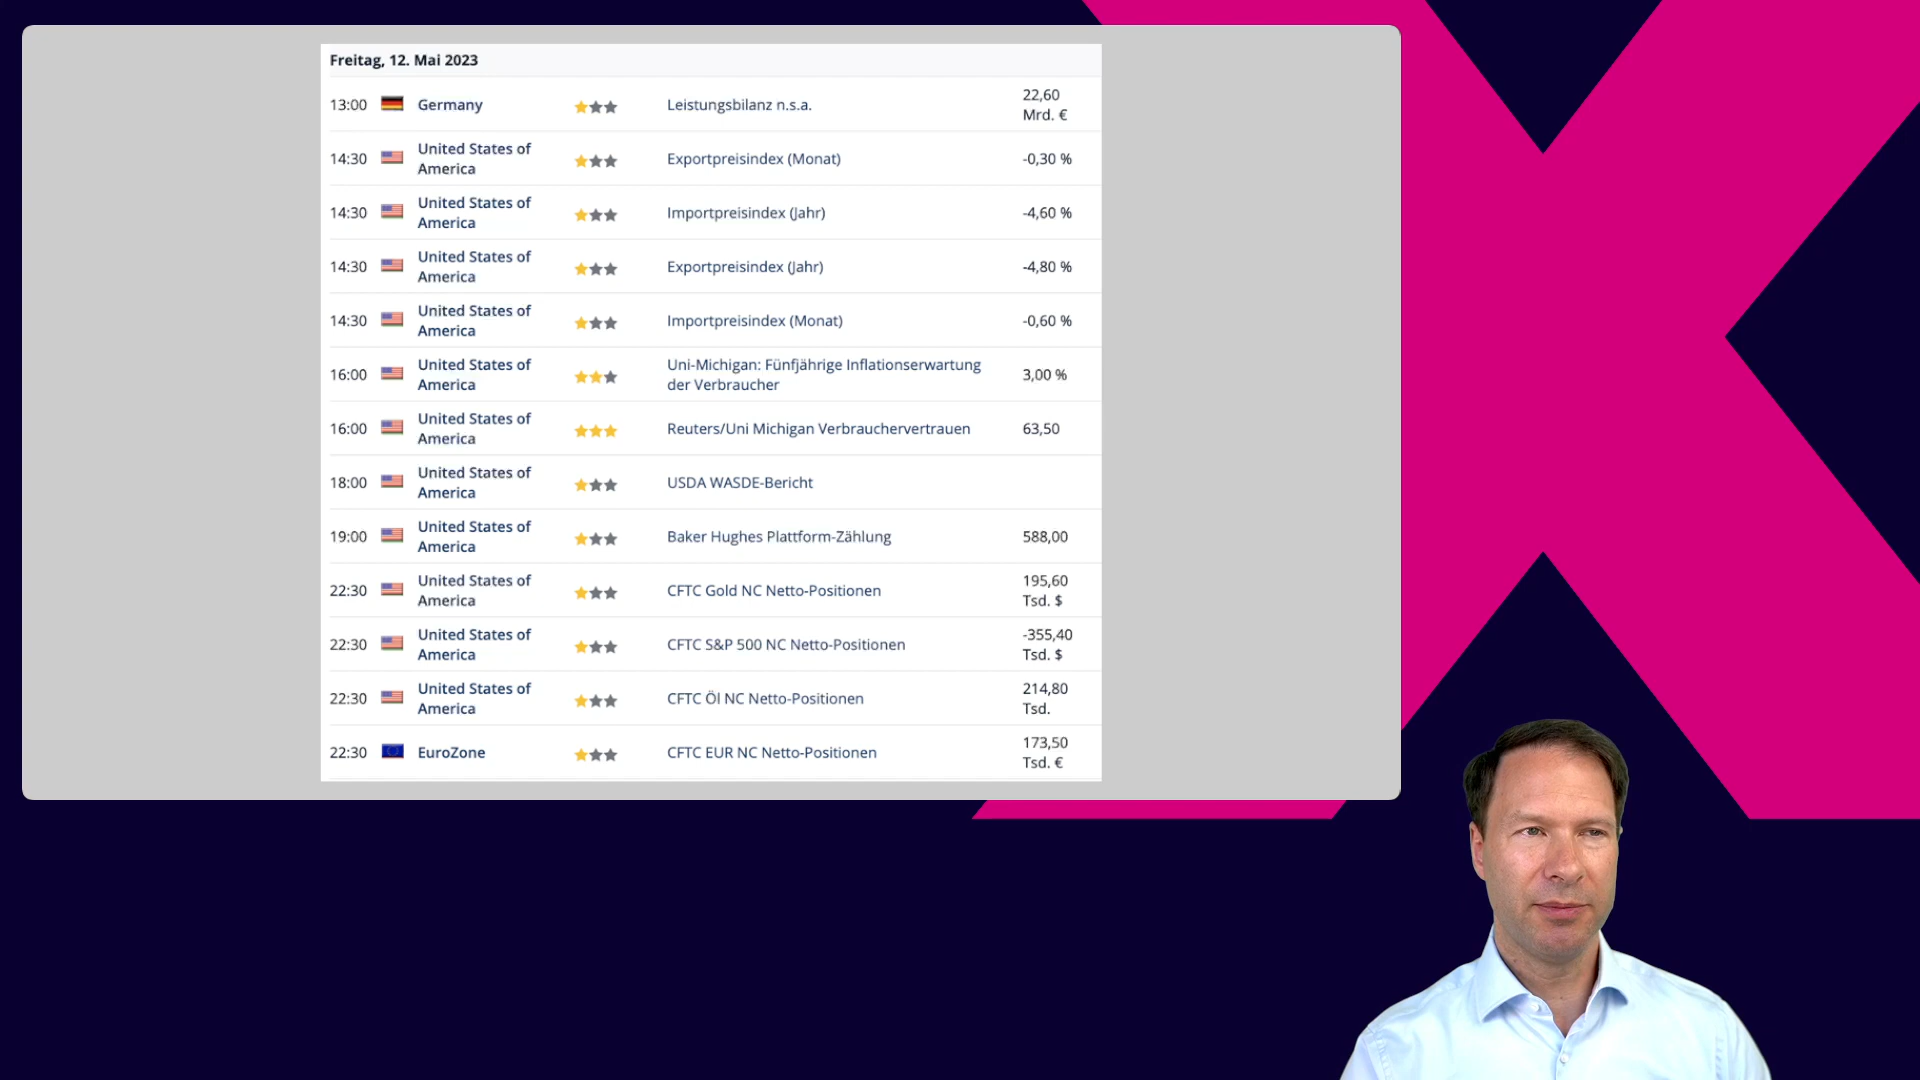 Freitag, 12. Mai 2023
13:00 Germany Leistungsbilanz n.s.a. 22,60
Mrd. €
14:30 United States of
America Exportpreisindex (Monat) -0,30 %
14:30 United States of
America Importpreisindex (Jahr) -4,60 %
14:30 United States of
America Exportpreisindex (Jahr) -4,80 %
14:30 United States of
America Importpreisindex (Monat) -0,60 %
16:00 United States of
America Uni-Michigan: Fünfjährige Inflationserwartung
der Verbraucher 3,00 %
16:00 United States of
America Reuters/Uni Michigan Verbrauchervertrauen 63,50
18:00 United States of
America USDA WASDE-Bericht
19:00 United States of
America Baker Hughes Plattform-Zählung 588,00
22:30 United States of
America CFTC Gold NC Netto-Positionen 195,60
Tsd. $
22:30 United States of
America CFTC S&P 500 NC Netto-Positionen -355,40
Tsd. $
22:30 United States of
America CFTC Öl NC Netto-Positionen 214,80
Tsd.
22:30 EuroZone CFTC EUR NC Netto-Positionen 173,50
Tsd. €